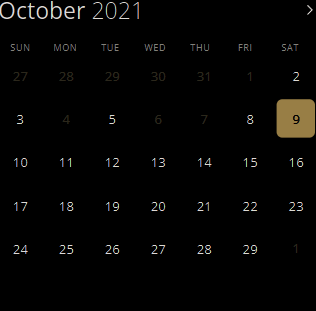 October 2021 >
SUN MON TUE WED THU FRI SAT
27 28 29 30 31 1 2
3 4 5 6 7 8 9
10 11 12 13 14 15 16
17 18 19 20 21 22 23
24 25 26 27 28 29 1